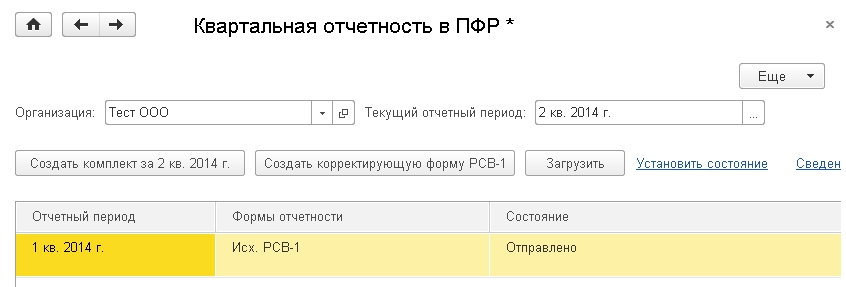 Квартальная отчетность в ПФР *
Еще
Организация: Тест ООО Текущий отчетный период: 2 кв. 2014 г. ...
Создать комплект за 2 кв. 2014 г. Создать корректирующую форму РСВ-1 Загрузить Установить состояние Сведен
Отчетный период Формы отчетности Состояние
1 кв. 2014 г. Исх. РСВ-1 Отправлено